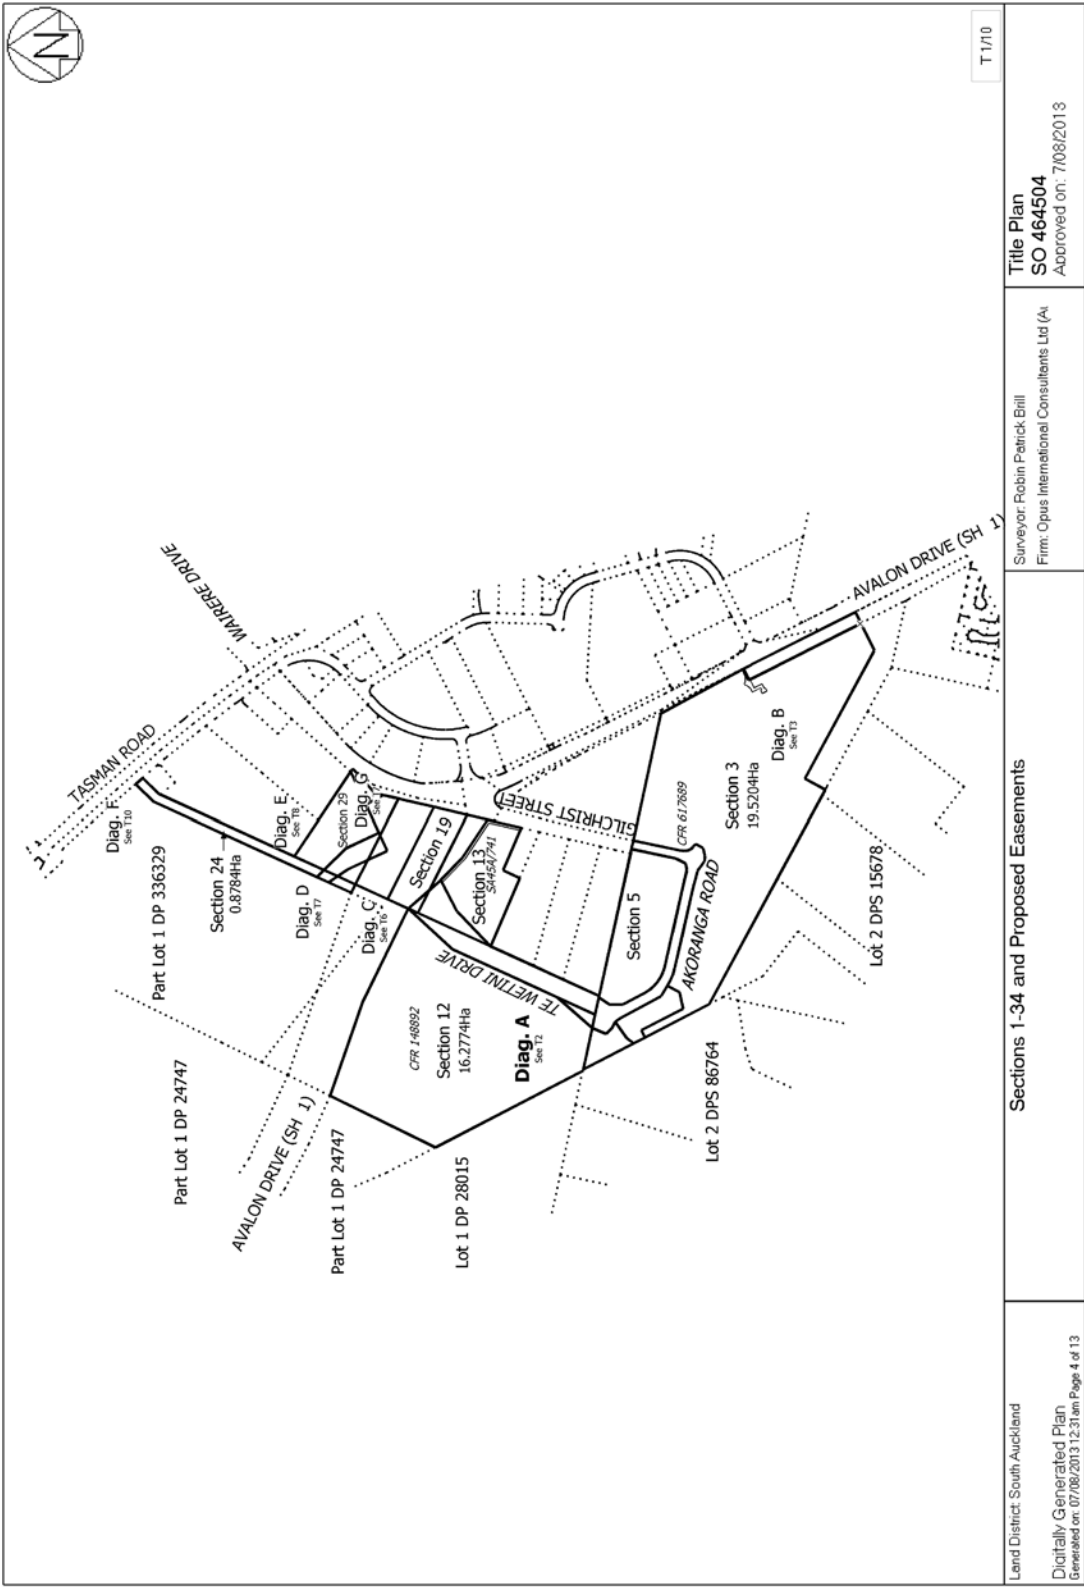 N
T 1/10
TASMAN ROAD
WAIRERE DRIVE
Diag. F
See T10
Part Lot 1 DP 336329
Section 24
0.8784Ha
Diag. E
See T8
Section 29
Diag. G
Diag. D
See T7
Diag. C
See T6
Section 19
Section 13
SA45A/741
Part Lot 1 DP 24747
AVALON DRIVE (SH 1)
Part Lot 1 DP 24747
Lot 1 DP 28015
CFR 148892
Section 12
16.2774Ha
TE WETINI DRIVE
Diag. A
See T2
GILCHRIST STREET
Section 5
CFR 617689
AKORANGA ROAD
Section 3
19.5204Ha
Diag. B
See T3
AVALON DRIVE (SH 1)
Lot 2 DPS 86764
Lot 2 DPS 15678
Land District: South Auckland
Digitally Generated Plan
Generated on: 07/08/2013 12:31am Page 4 of 13
Sections 1-34 and Proposed Easements
Surveyor: Robin Patrick Brill
Firm: Opus International Consultants Ltd (Au
Title Plan
SO 464504
Approved on: 7/08/2013